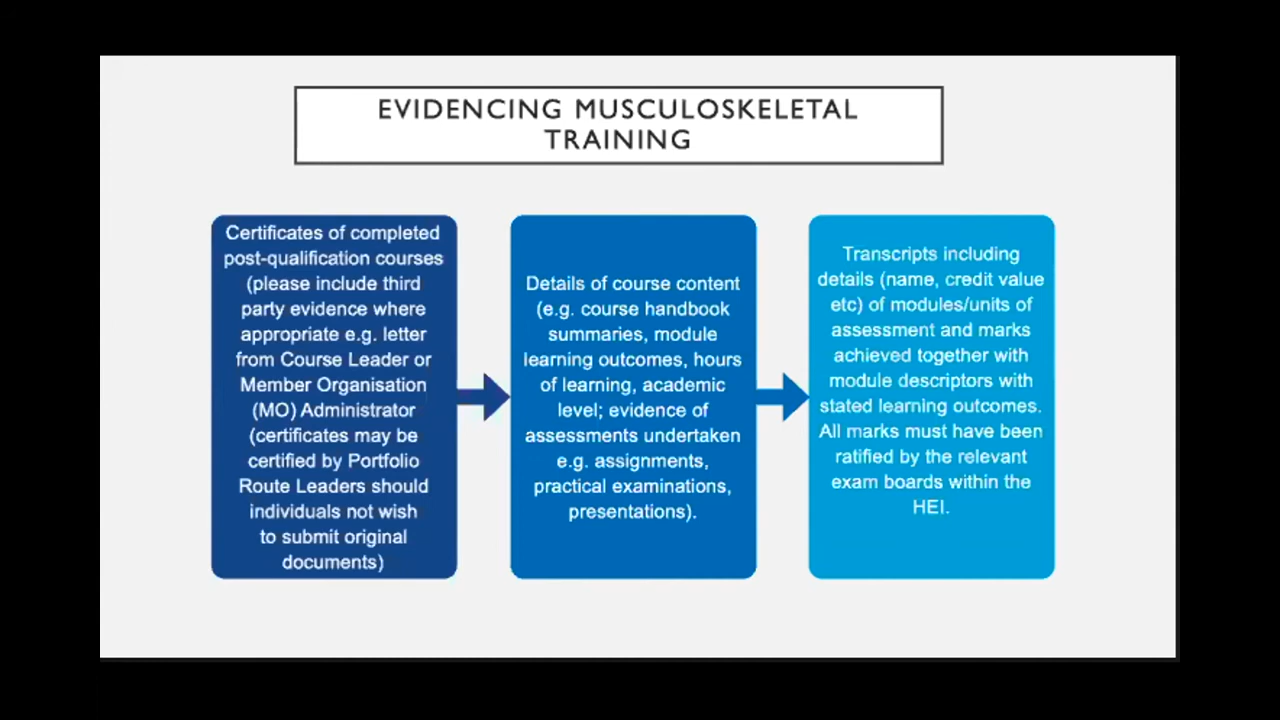 EVIDENCING MUSCULOSKELETAL
TRAINING
Certificates of completed
post-qualification courses
(please include third
party evidence where
appropriate e.g. letter
from Course Leader or
Member Organisation
(MO) Administrator
(certificates may be
certified by Portfolio
Route Leaders should
individuals not wish
to submit original
documents)
Details of course content
(e.g. course handbook
summaries, module
learning outcomes, hours
of learning, academic
level; evidence of
assessments undertaken
e.g. assignments,
practical examinations,
presentations).
Transcripts including
details (name, credit value
etc) of modules/units of
assessment and marks
achieved together with
module descriptors with
stated learning outcomes.
All marks must have been
ratified by the relevant
exam boards within the
HEI.